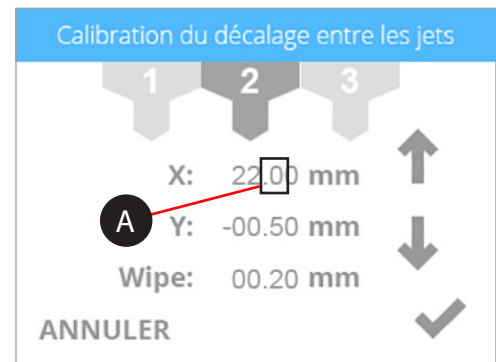 Calibration du décalage entre les jets
1 2 3
X: 22.00 mm
A
Y: -00.50 mm
Wipe: 00.20 mm
ANNULER